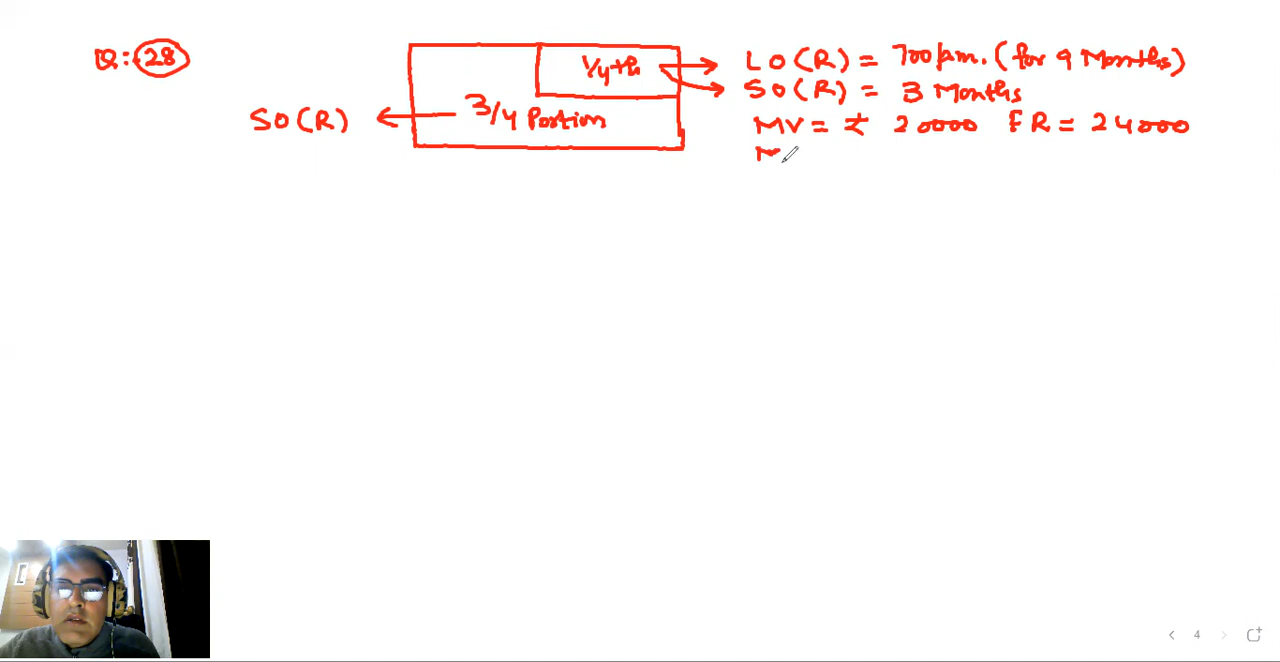 Q: 28
1/4th
LO(R) = 700 p.m. (for 9 Months)
SO(R) = 3 Months
SO(R)
3/4 Portion
MV = ₹ 20000 FR = 24000
M
4